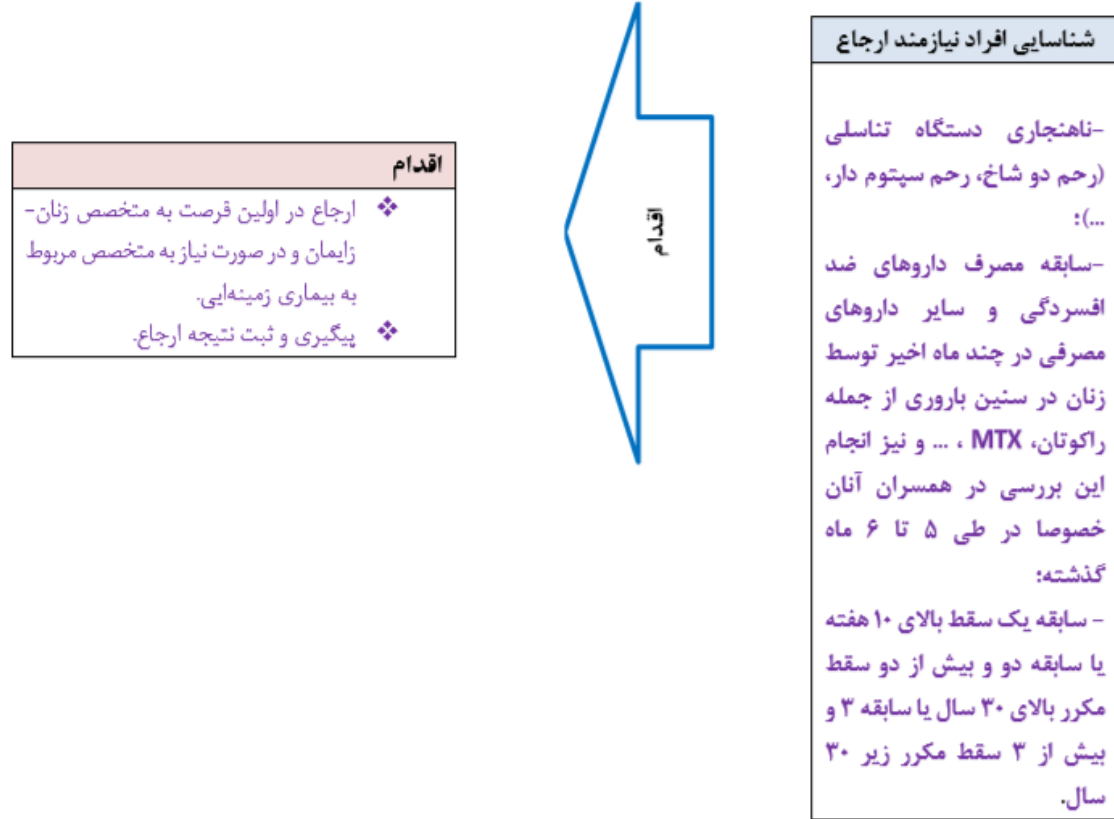 شناسایی افراد نیازمند ارجاع
-ناهنجاری دستگاه تناسلی
(رحم دو شاخ، رحم سپتوم دار،
...):
-سابقه مصرف داروهای ضد
افسردگی و سایر داروهای
مصرفی در چند ماه اخیر توسط
زنان در سنین باروری از جمله
راکوتان، MTX ، ... و نیز انجام
این بررسی در همسران آنان
خصوصا در طی ۵ تا ۶ ماه
گذشته:
- سابقه یک سقط بالای ۱۰ هفته
یا سابقه دو و بیش از دو سقط
مکرر بالای ۳۰ سال یا سابقه ۳ و
بیش از ۳ سقط مکرر زیر ۳۰
سال.
اقدام
اقدام
❖ ارجاع در اولین فرصت به متخصص زنان-
زایمان و در صورت نیاز به متخصص مربوط
به بیماری زمینه‌ایی.
❖ پیگیری و ثبت نتیجه ارجاع.